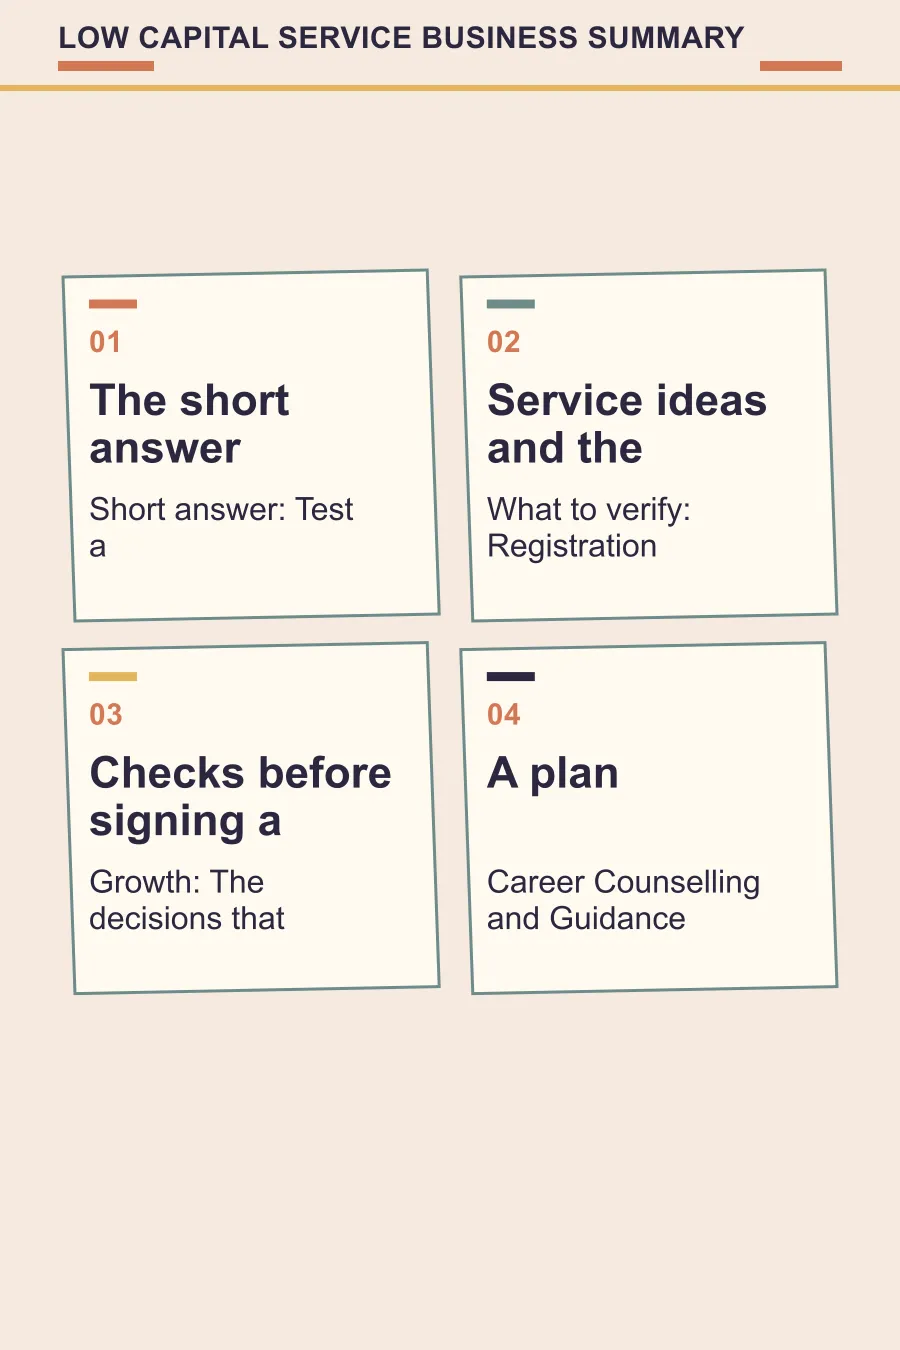 LOW CAPITAL SERVICE BUSINESS SUMMARY
01
The short
answer
Short answer: Test
a
02
Service ideas
and the
What to verify:
Registration
03
Checks before
signing a
Growth: The
decisions that
04
A plan
Career Counselling
and Guidance